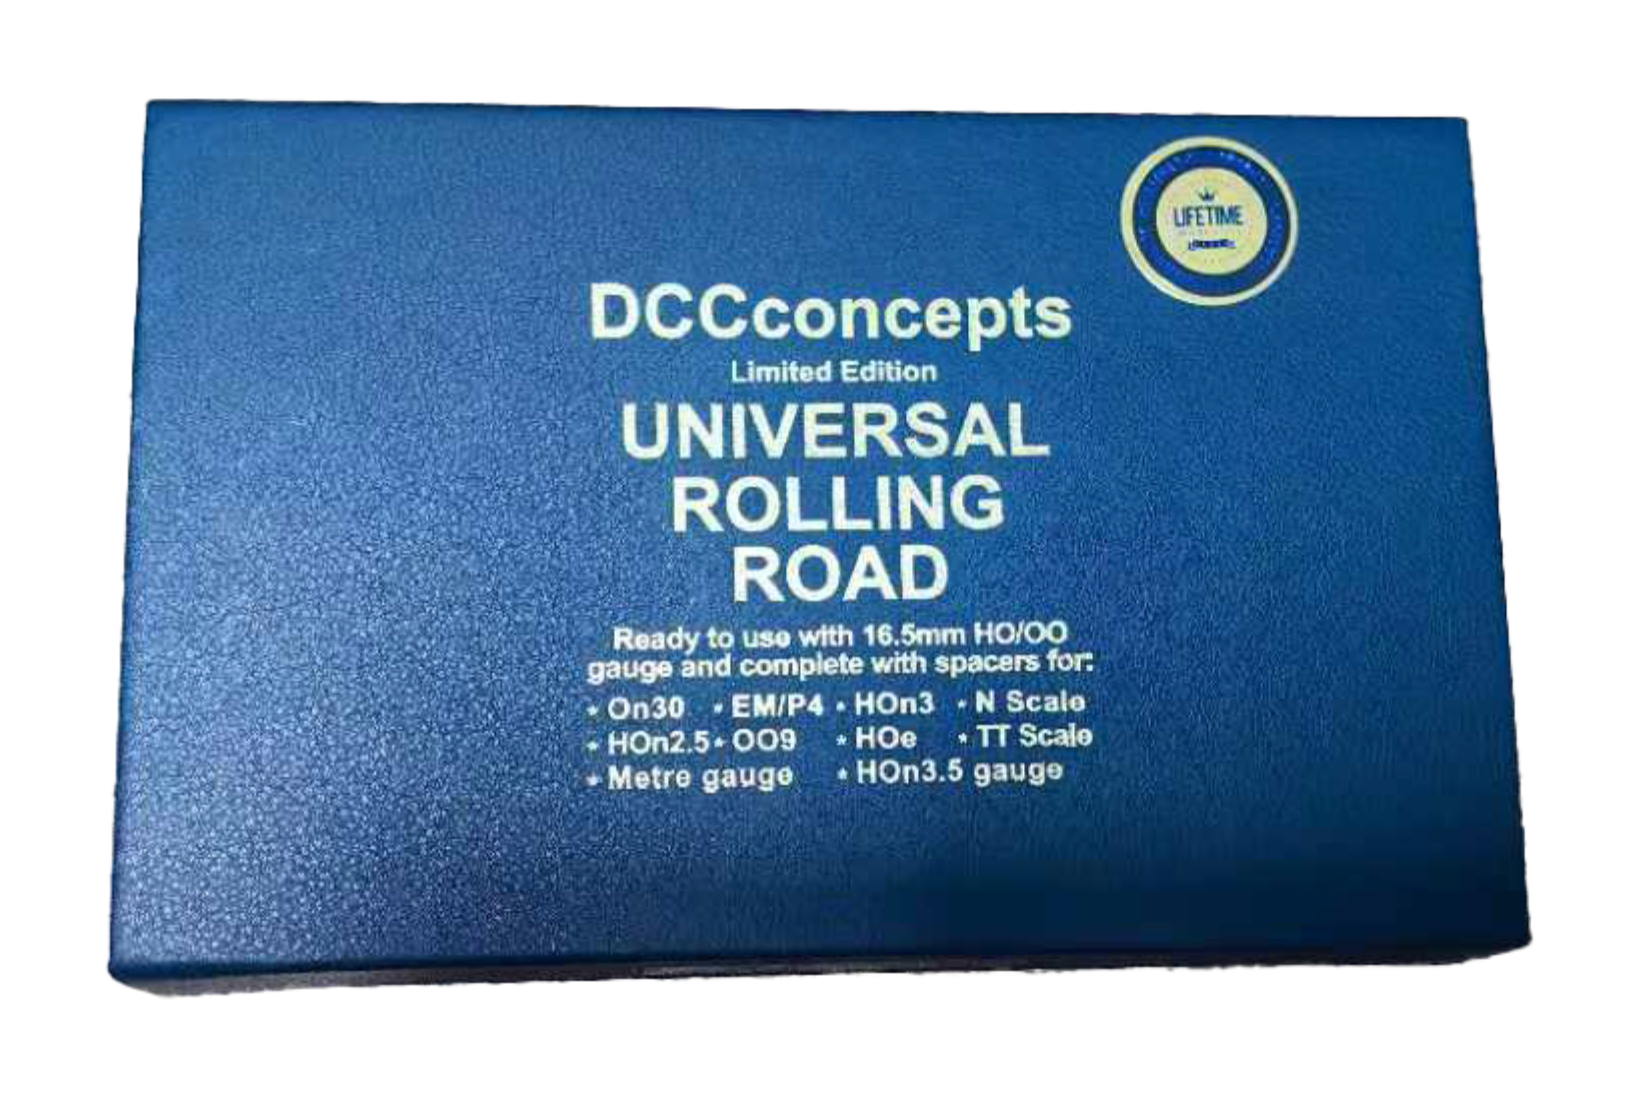 LIFETIME
DCCconcepts
Limited Edition
UNIVERSAL
ROLLING
ROAD
Ready to use with 16.5mm HO/OO
gauge and complete with spacers for:
* On30 * EM/P4 * HOn3 * N Scale
* HOn2.5 * OO9 * HOe * TT Scale
* Metre gauge * HOn3.5 gauge